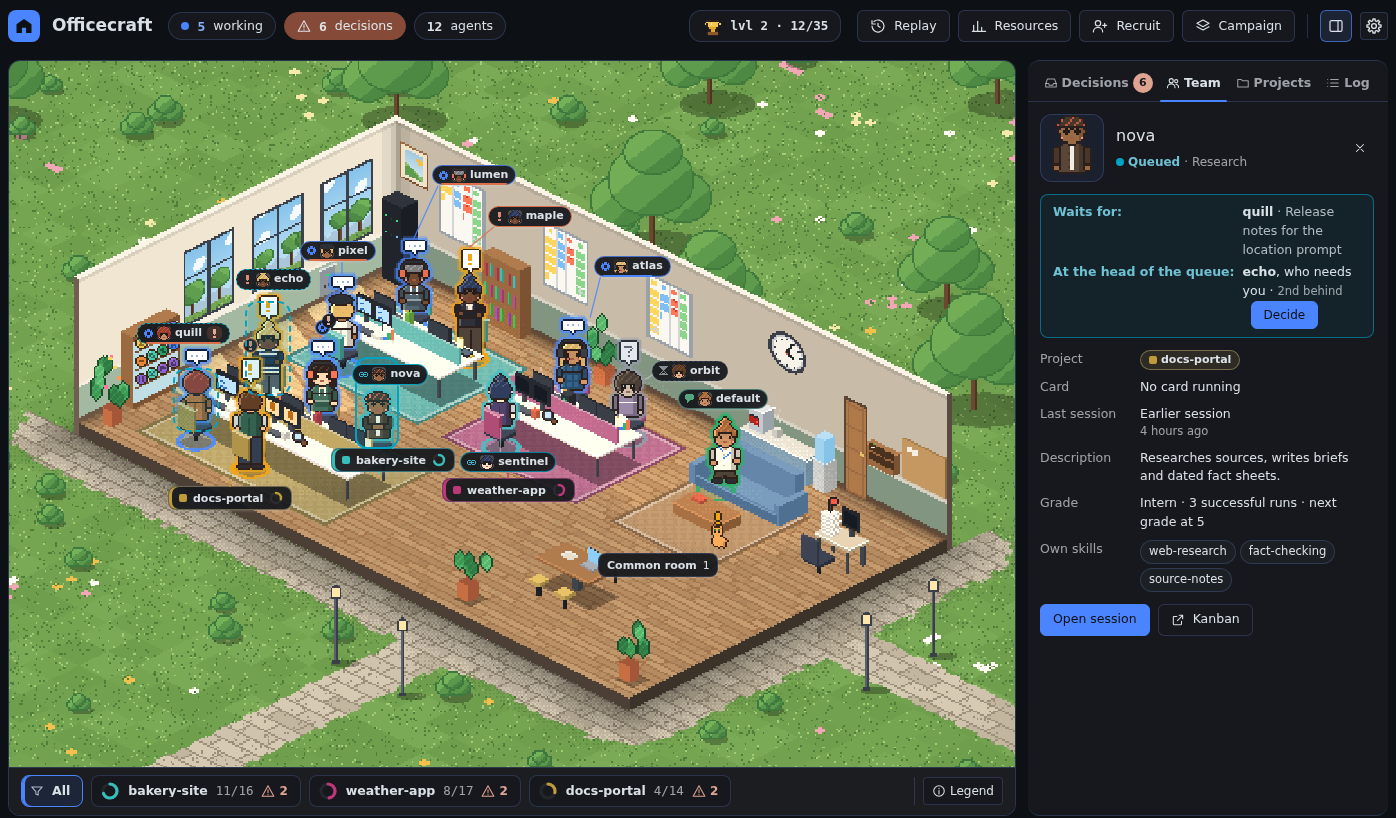 Officecraft
5 working
6 decisions
12 agents
lvl 2 · 12/35
Replay
Resources
Recruit
Campaign
Decisions 6
Team
Projects
Log
nova
Queued · Research
Waits for:
quill · Release
notes for the
location prompt
At the head of the queue:
echo, who needs
you · 2nd behind
Decide
Project
docs-portal
Card
No card running
Last session
Earlier session
4 hours ago
Description
Researches sources, writes briefs
and dated fact sheets.
Grade
Intern · 3 successful runs · next
grade at 5
Own skills
web-research
fact-checking
source-notes
Open session
Kanban
lumen
maple
pixel
atlas
echo
quill
nova
orbit
default
bakery-site
sentinel
weather-app
docs-portal
Common room 1
All
bakery-site 11/16 2
weather-app 8/17 2
docs-portal 4/14 2
Legend